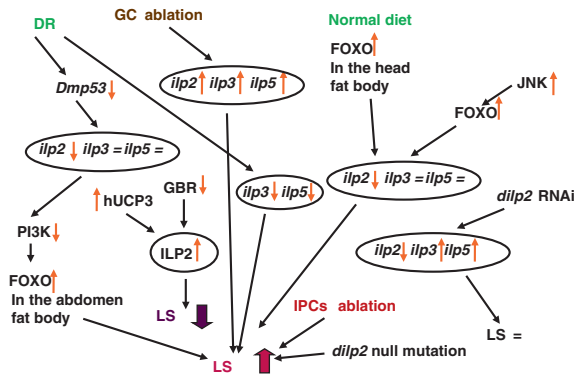 GC ablation
Normal diet
DR
FOXO↑
In the head
fat body
ilp2↑ ilp3↑ ilp5↑
Dmp53↓
JNK↑
FOXO↑
ilp2↓ ilp3 = ilp5 =
ilp2↓ ilp3 = ilp5 =
ilp3↓ ilp5↓
GBR↓
↑hUCP3
dilp2 RNAi
PI3K↓
ILP2↑
ilp2↓ ilp3↑ ilp5↑
FOXO↑
In the abdomen
fat body
LS
IPCs ablation
LS =
dilp2 null mutation
LS